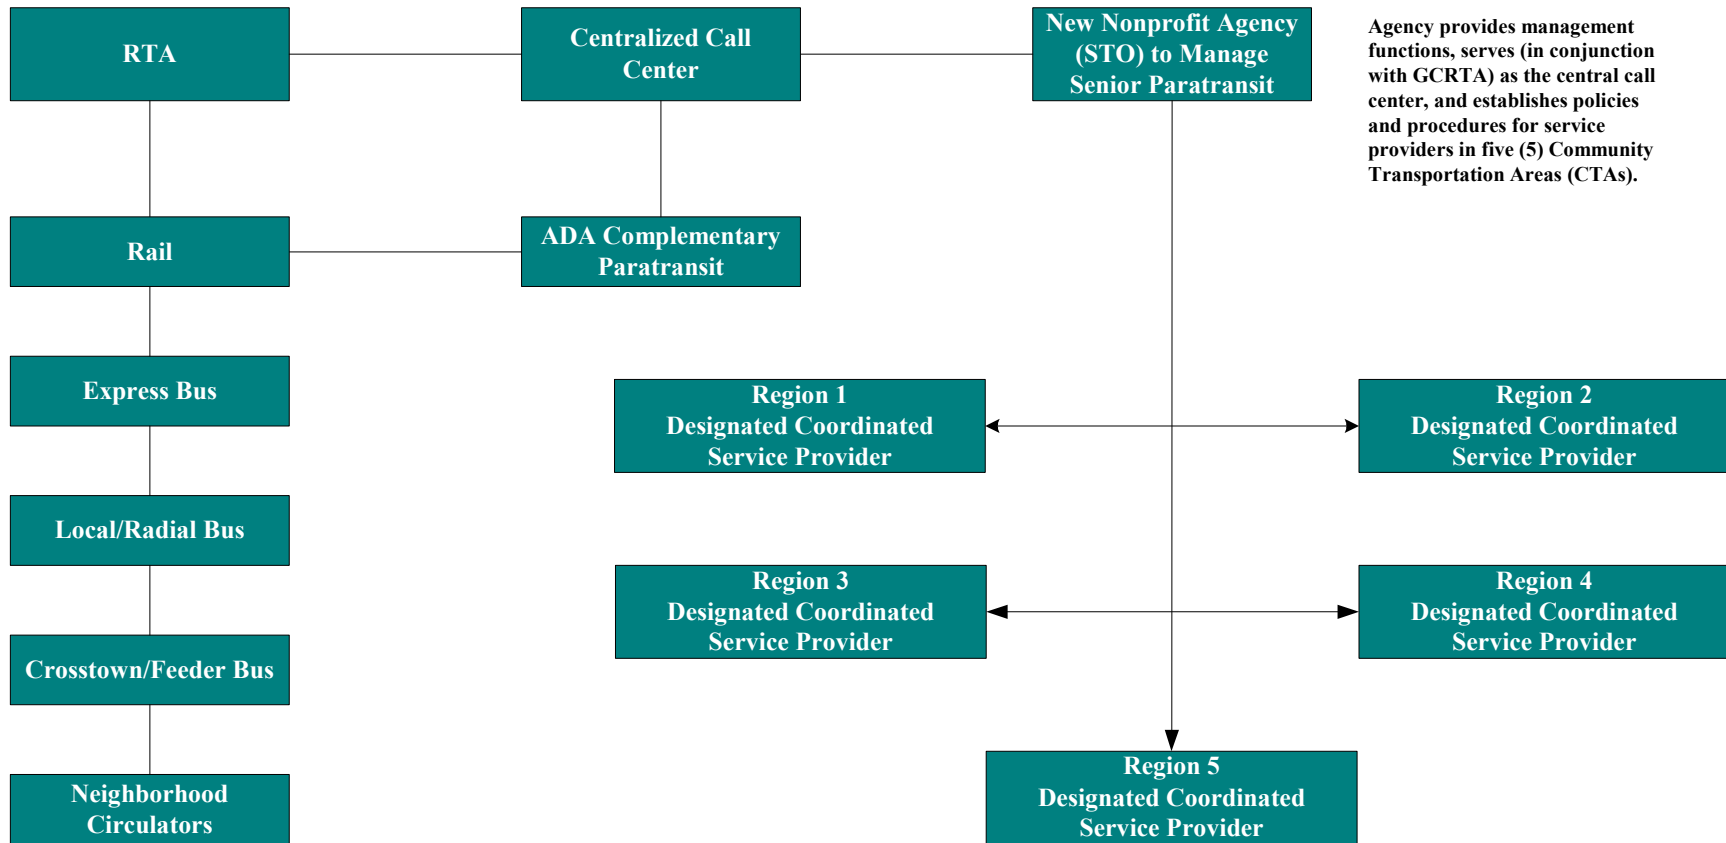 RTA
Centralized Call
Center
New Nonprofit Agency
(STO) to Manage
Senior Paratransit
Agency provides management
functions, serves (in conjunction
with GCRTA) as the central call
center, and establishes policies
and procedures for service
providers in five (5) Community
Transportation Areas (CTAs).
Rail
ADA Complementary
Paratransit
Express Bus
Region 1
Designated Coordinated
Service Provider
Region 2
Designated Coordinated
Service Provider
Local/Radial Bus
Region 3
Designated Coordinated
Service Provider
Region 4
Designated Coordinated
Service Provider
Crosstown/Feeder Bus
Neighborhood
Circulators
Region 5
Designated Coordinated
Service Provider